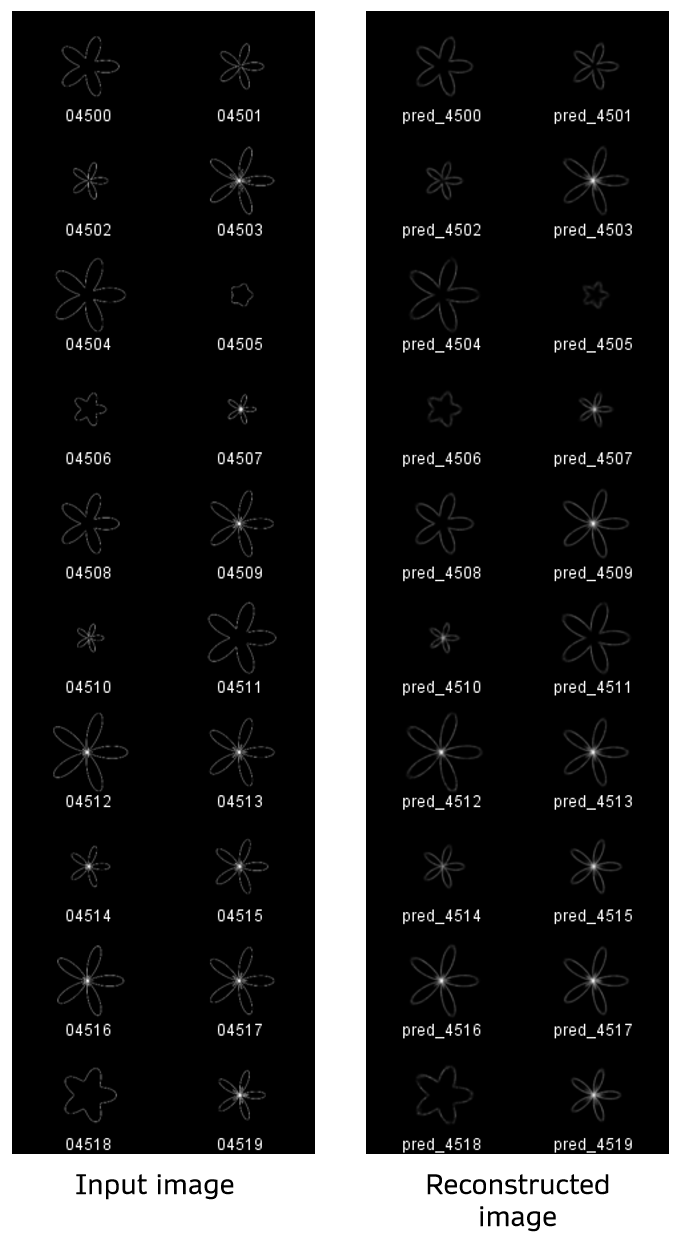 04500 04501 pred_4500 pred_4501
04502 04503 pred_4502 pred_4503
04504 04505 pred_4504 pred_4505
04506 04507 pred_4506 pred_4507
04508 04509 pred_4508 pred_4509
04510 04511 pred_4510 pred_4511
04512 04513 pred_4512 pred_4513
04514 04515 pred_4514 pred_4515
04516 04517 pred_4516 pred_4517
04518 04519 pred_4518 pred_4519
Input image
Reconstructed
image